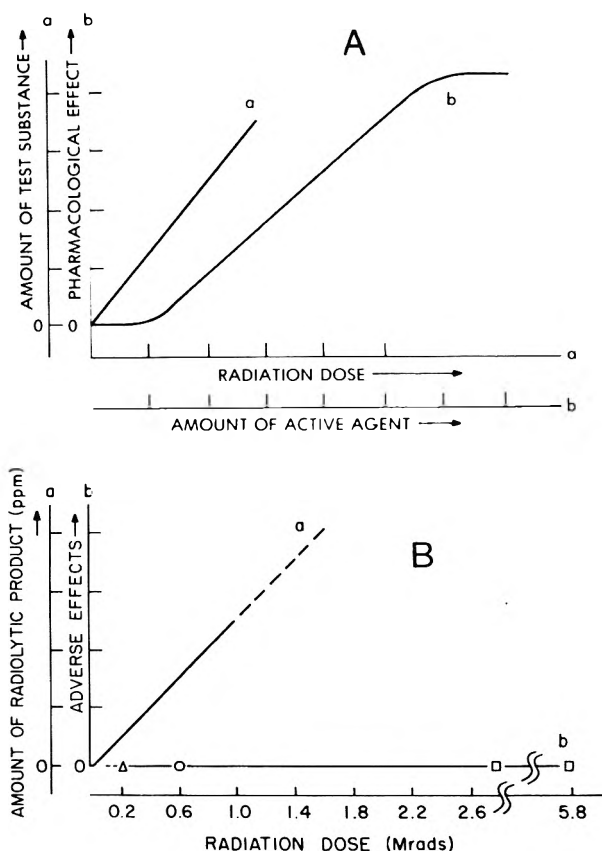 a b
A
AMOUNT OF TEST SUBSTANCE
PHARMACOLOGICAL EFFECT
a
b
0 0
a
RADIATION DOSE
b
AMOUNT OF ACTIVE AGENT
a b
B
AMOUNT OF RADIOLYTIC PRODUCT (ppm)
ADVERSE EFFECTS
a
b
0 0
0.2 0.6 1.0 1.4 1.8 2.2 2.6 5.8
RADIATION DOSE (Mrads)